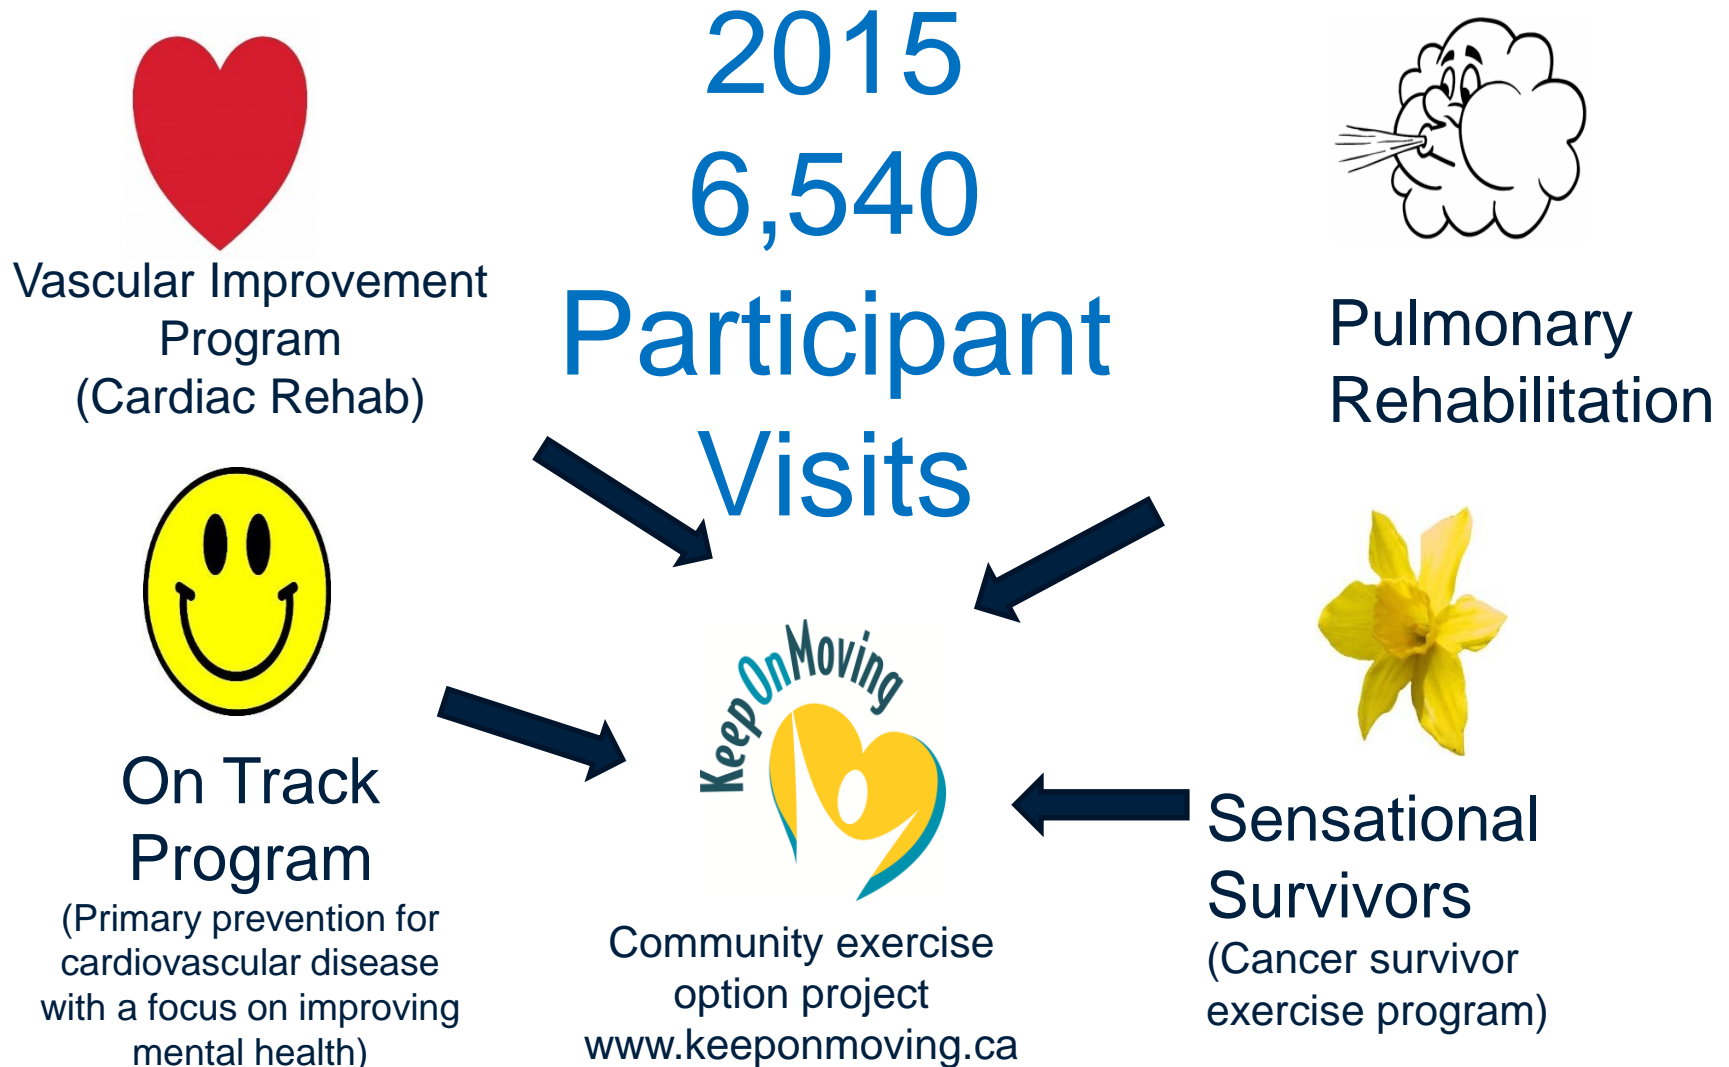 2015
6,540
Participant
Visits
Vascular Improvement
Program
(Cardiac Rehab)
Pulmonary
Rehabilitation
On Track
Program
(Primary prevention for
cardiovascular disease
with a focus on improving
mental health)
KeepOnMoving
Community exercise
option project
www.keeponmoving.ca
Sensational
Survivors
(Cancer survivor
exercise program)